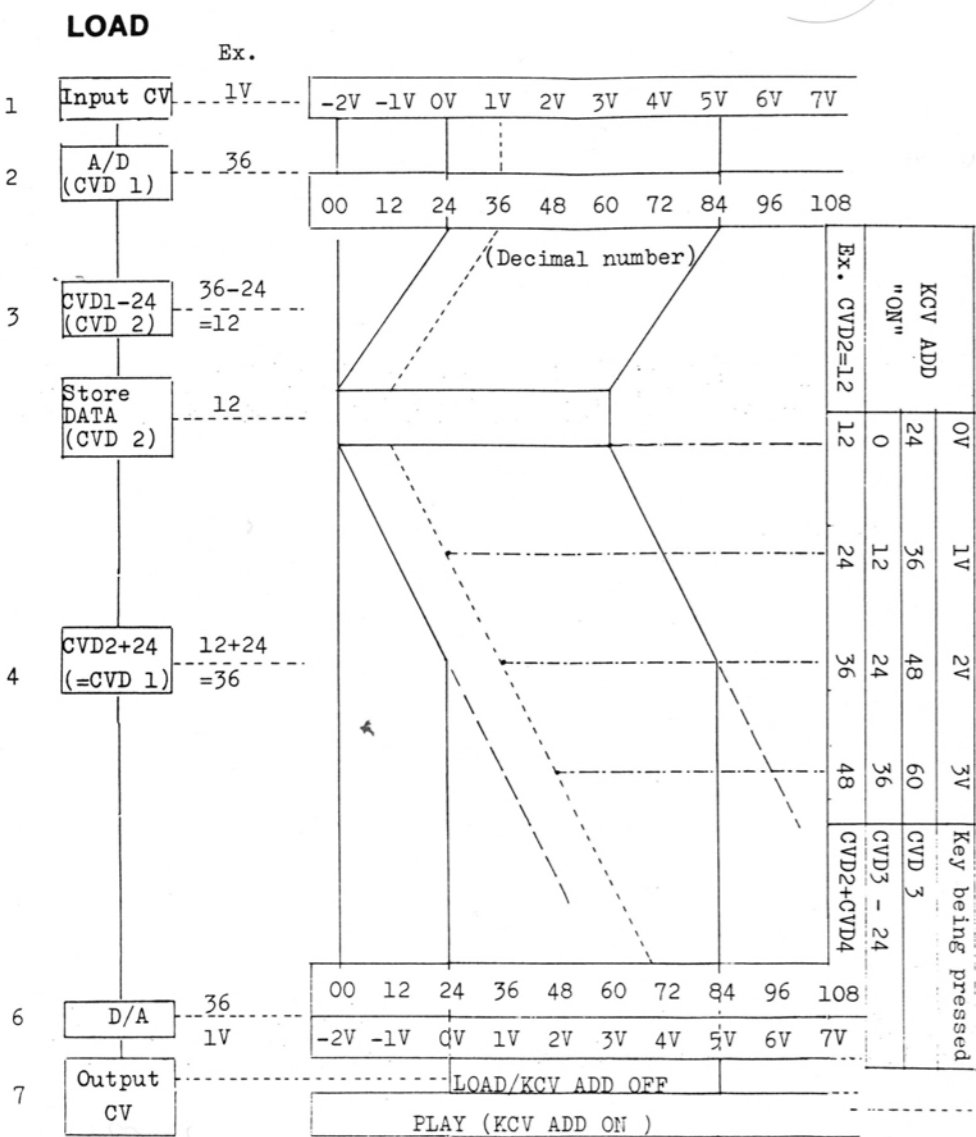 LOAD
Ex.
1 Input CV 1V -2V -1V 0V 1V 2V 3V 4V 5V 6V 7V
2 A/D (CVD 1) 36
00 12 24 36 48 60 72 84 96 108
(Decimal number)
3 CVD1-24 (CVD 2) 36-24 =12
Store DATA (CVD 2) 12
4 CVD2+24 (=CVD 1) 12+24 =36
KCV ADD "ON"
0V 1V 2V 3V Key being pressed
24 36 48 60 CVD 3
0 12 24 36 CVD3 - 24
Ex. CVD2=12 12 24 36 48 CVD2+CVD4
00 12 24 36 48 60 72 84 96 108
6 D/A 36 1V
-2V -1V 0V 1V 2V 3V 4V 5V 6V 7V
7 Output CV
LOAD/KCV ADD OFF
PLAY (KCV ADD ON )